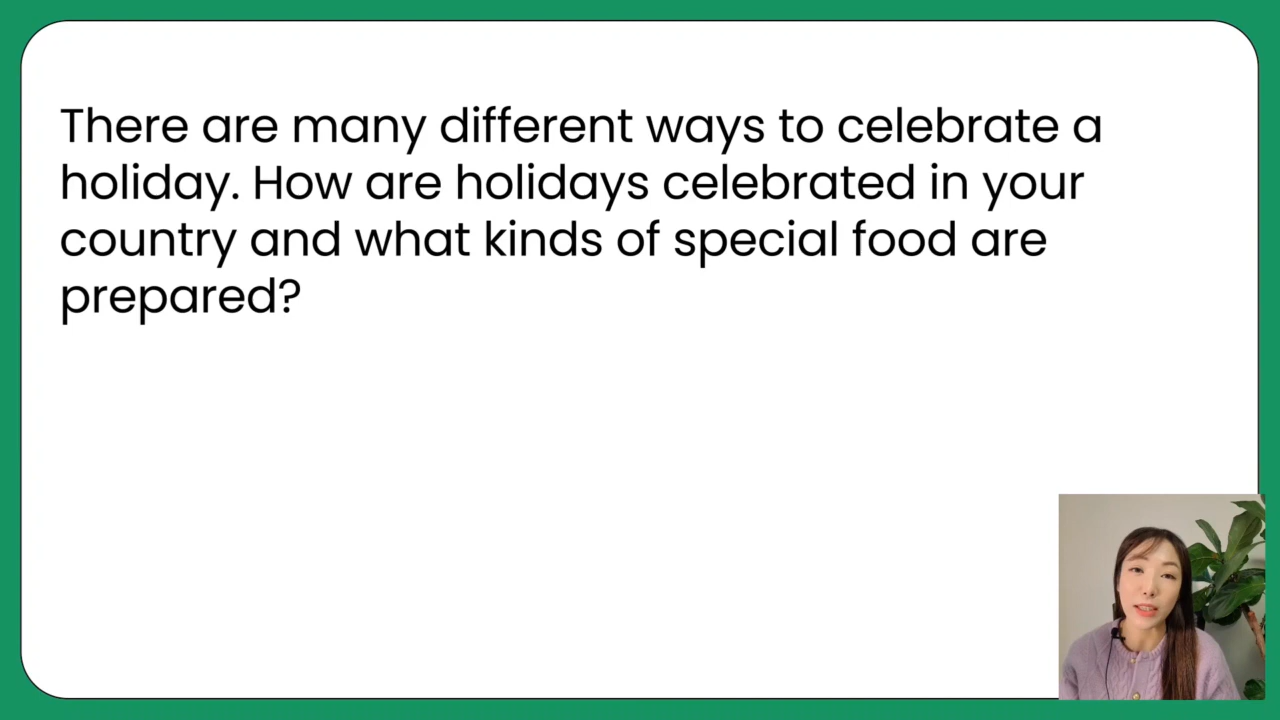 There are many different ways to celebrate a
holiday. How are holidays celebrated in your
country and what kinds of special food are
prepared?